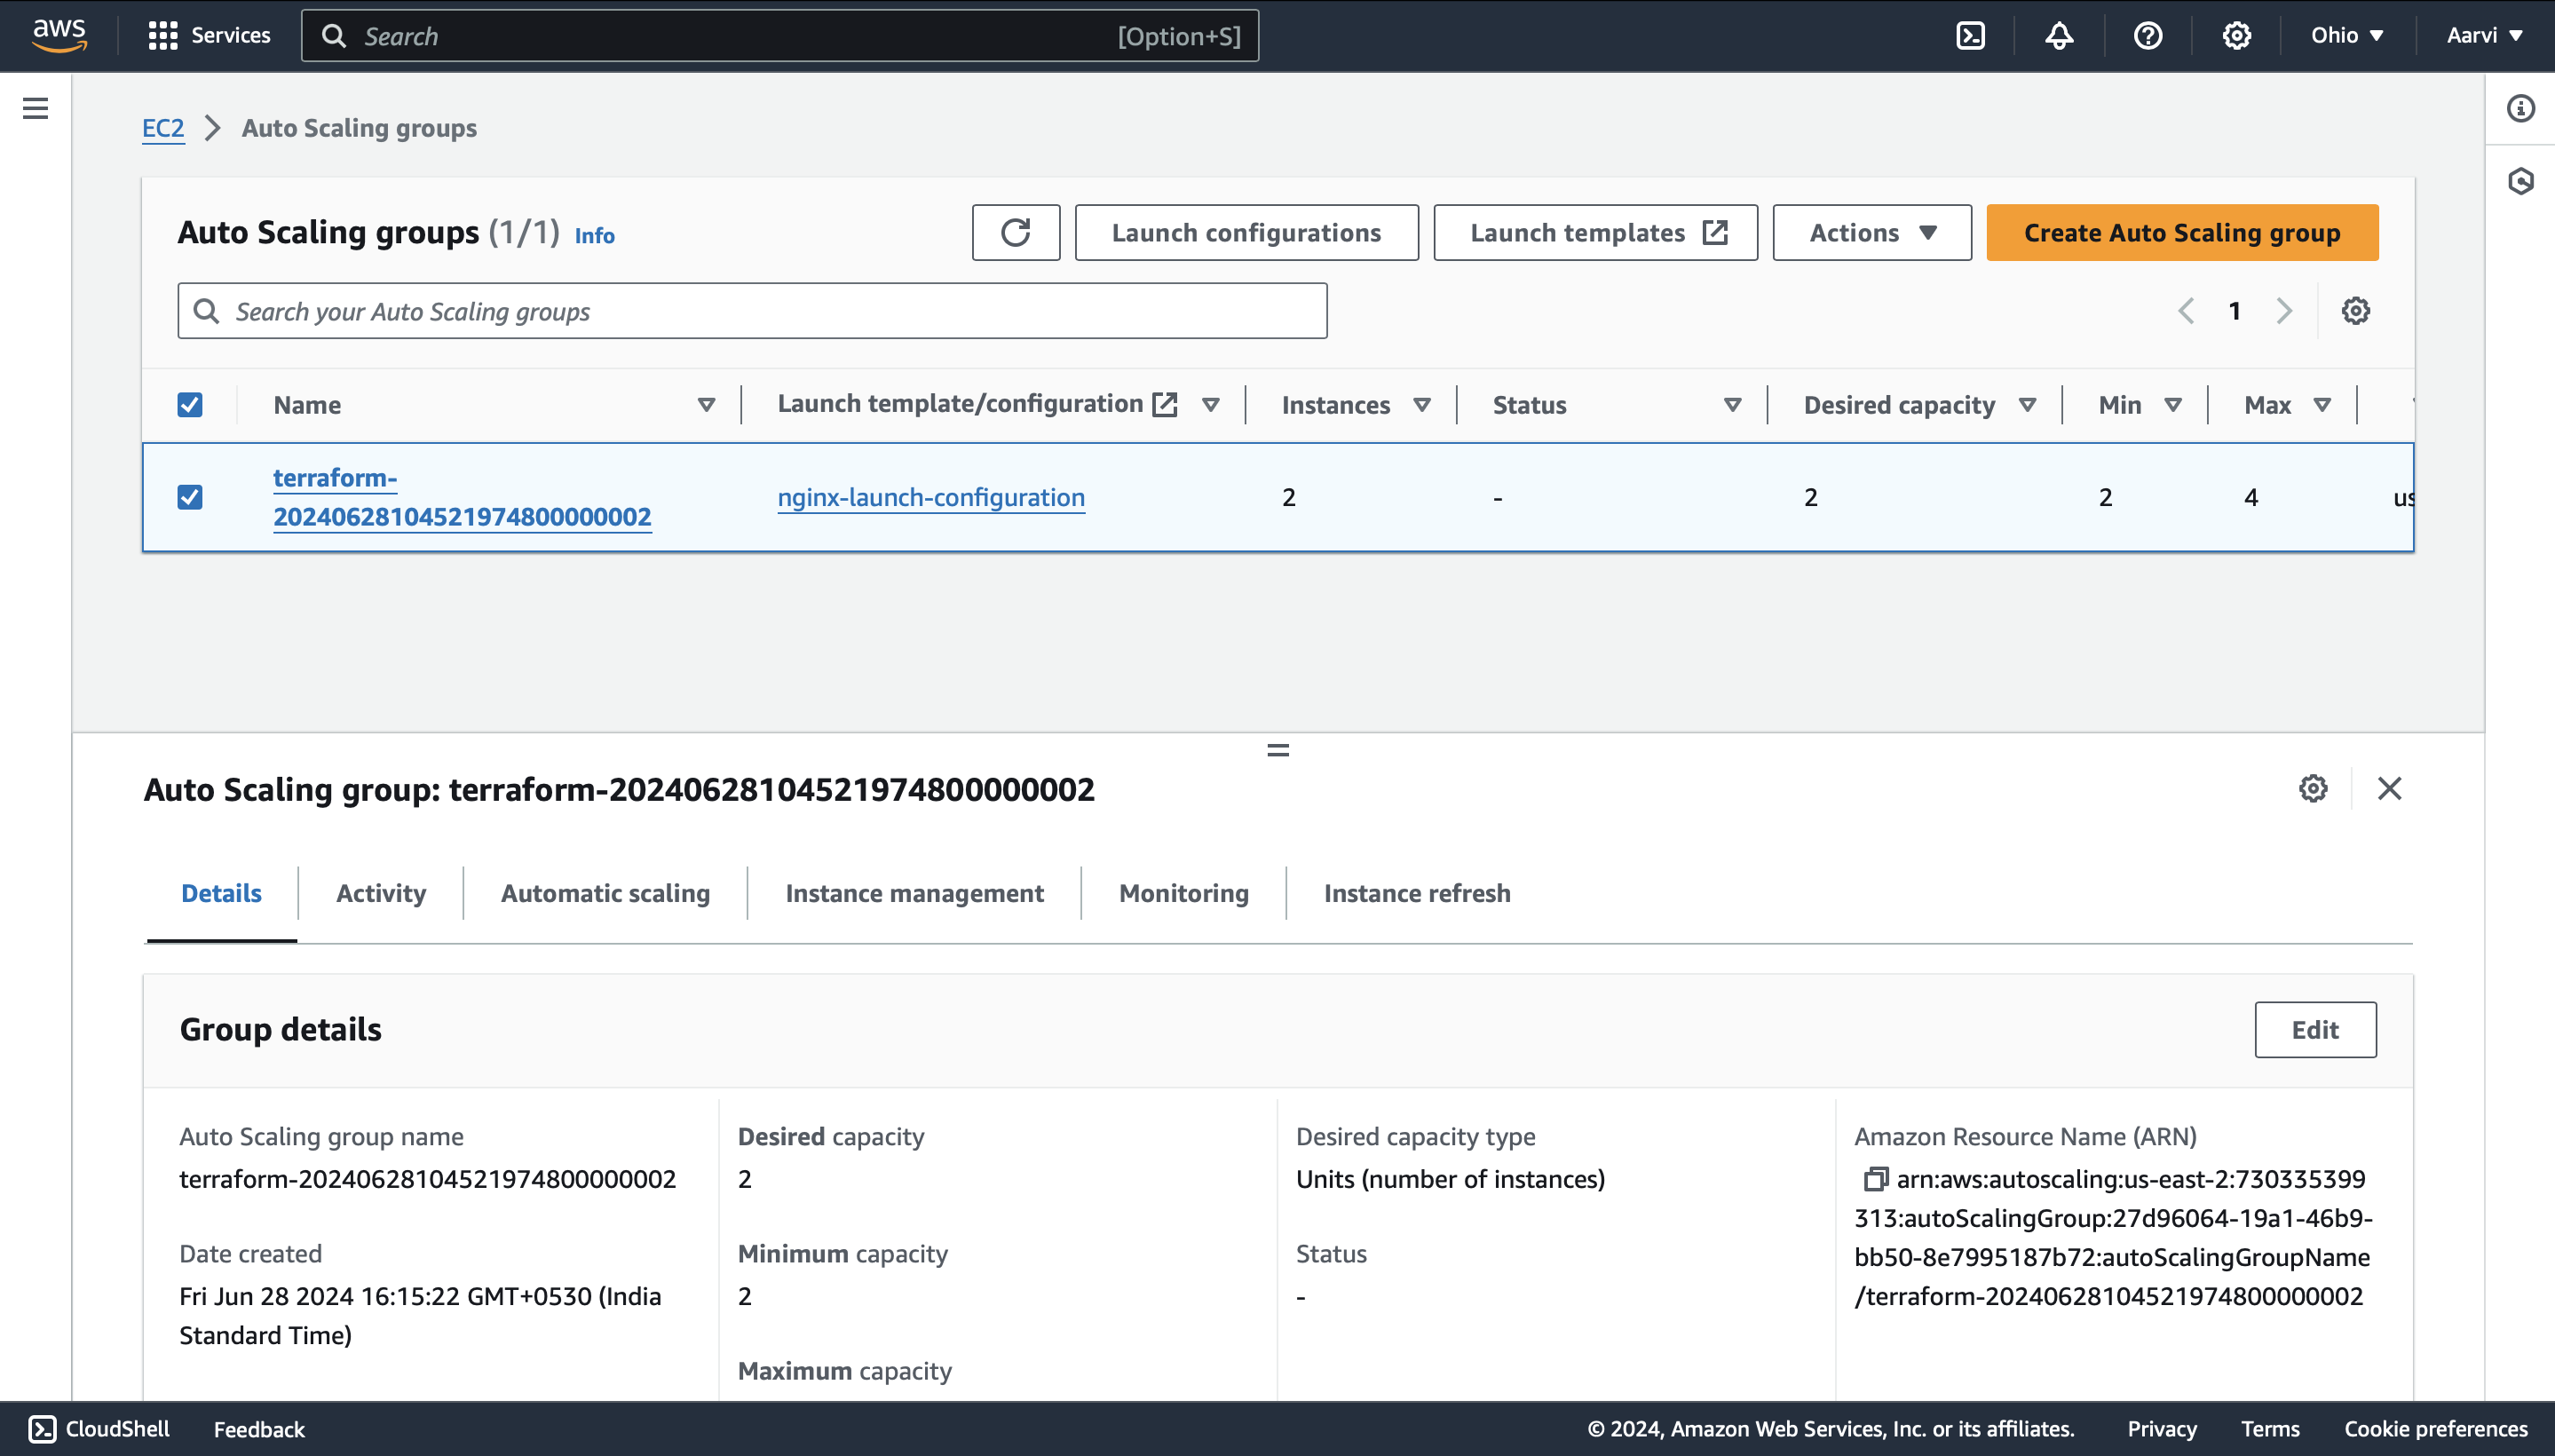 aws Services Search [Option+S] Ohio Aarvi
EC2 Auto Scaling groups
Auto Scaling groups (1/1) Info Launch configurations Launch templates Actions Create Auto Scaling group
Search your Auto Scaling groups 1
Name Launch template/configuration Instances Status Desired capacity Min Max
terraform-
20240628104521974800000002 nginx-launch-configuration 2 - 2 2 4 us
Auto Scaling group: terraform-20240628104521974800000002
Details Activity Automatic scaling Instance management Monitoring Instance refresh
Group details Edit
Auto Scaling group name
terraform-20240628104521974800000002
Date created
Fri Jun 28 2024 16:15:22 GMT+0530 (India
Standard Time)
Desired capacity
2
Minimum capacity
2
Maximum capacity
Desired capacity type
Units (number of instances)
Status
-
Amazon Resource Name (ARN)
arn:aws:autoscaling:us-east-2:730335399
313:autoScalingGroup:27d96064-19a1-46b9-
bb50-8e7995187b72:autoScalingGroupName
/terraform-20240628104521974800000002
CloudShell Feedback © 2024, Amazon Web Services, Inc. or its affiliates. Privacy Terms Cookie preferences